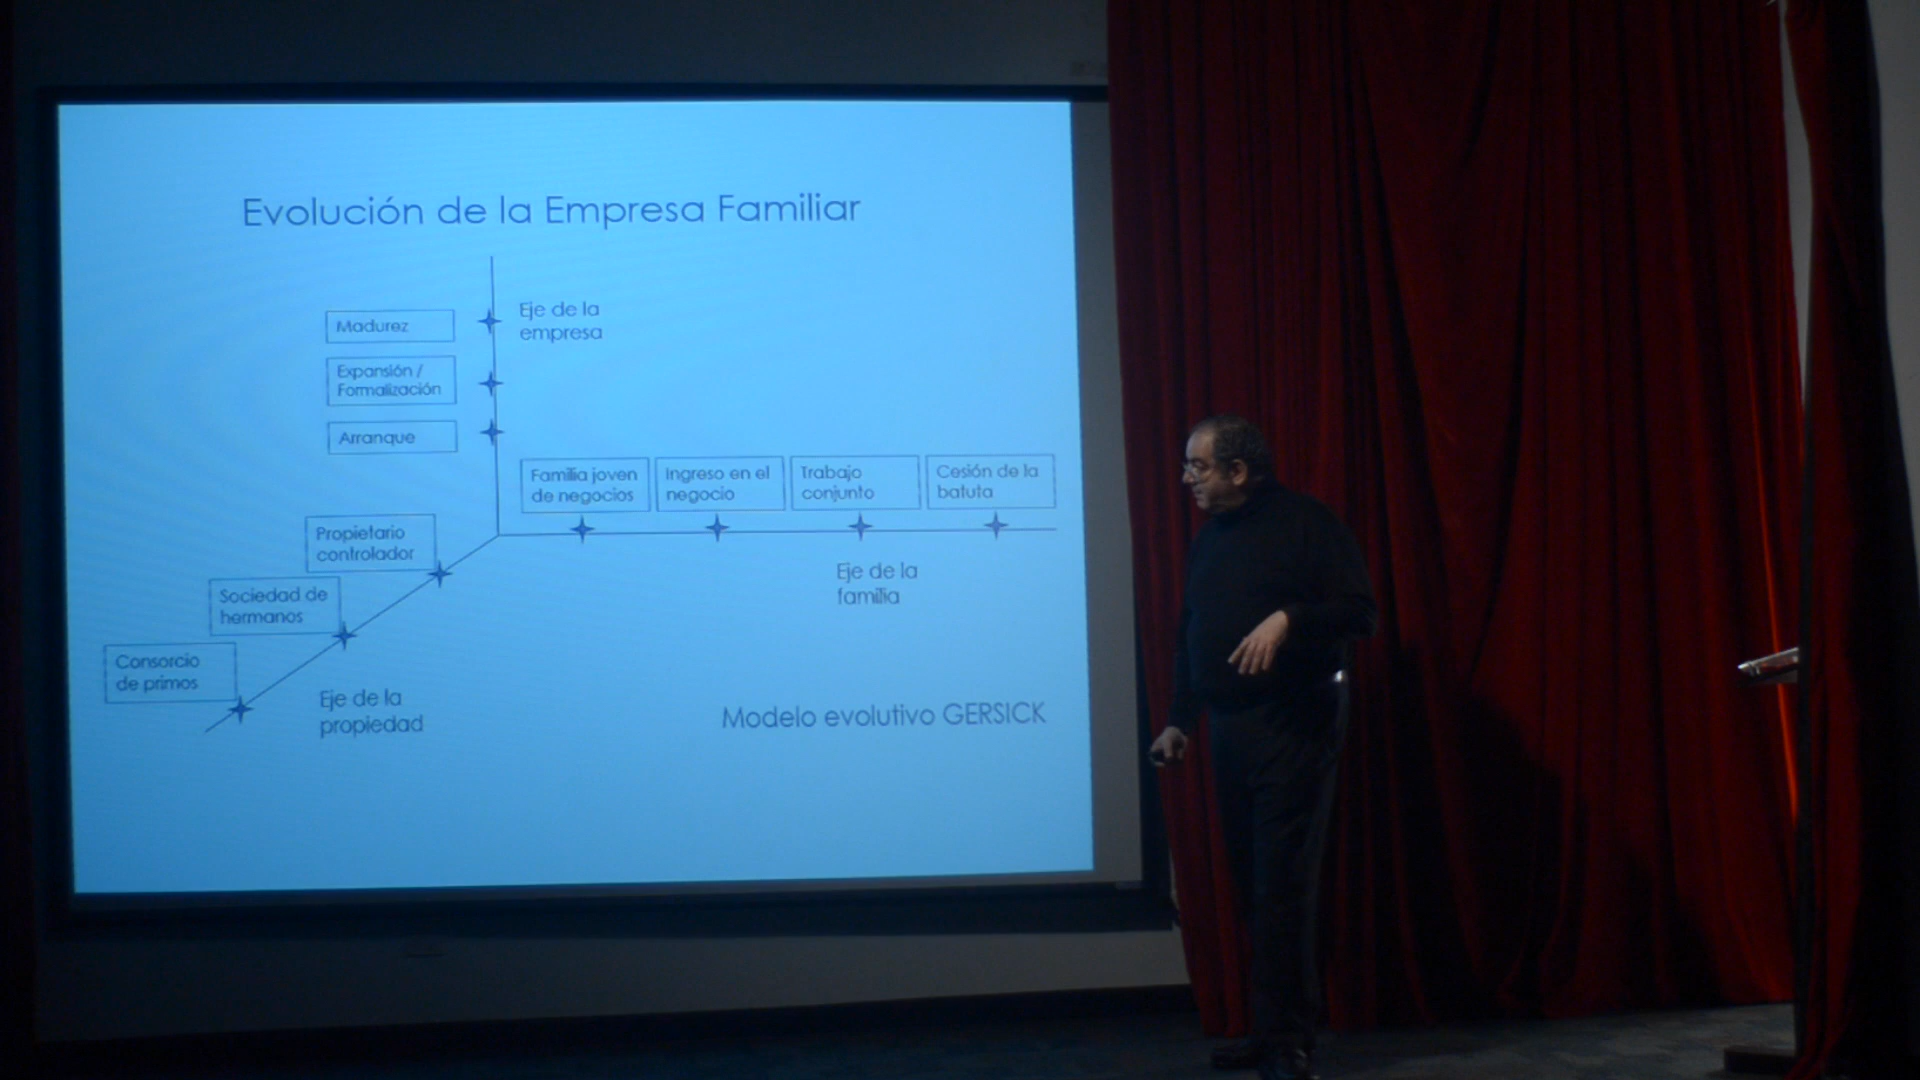 Evolución de la Empresa Familiar
Eje de la
empresa
Madurez
Expansión /
Formalización
Arranque
Familia joven
de negocios
Ingreso en el
negocio
Trabajo
conjunto
Cesión de la
batuta
Eje de la
familia
Propietario
controlador
Sociedad de
hermanos
Consorcio
de primos
Eje de la
propiedad
Modelo evolutivo GERSICK